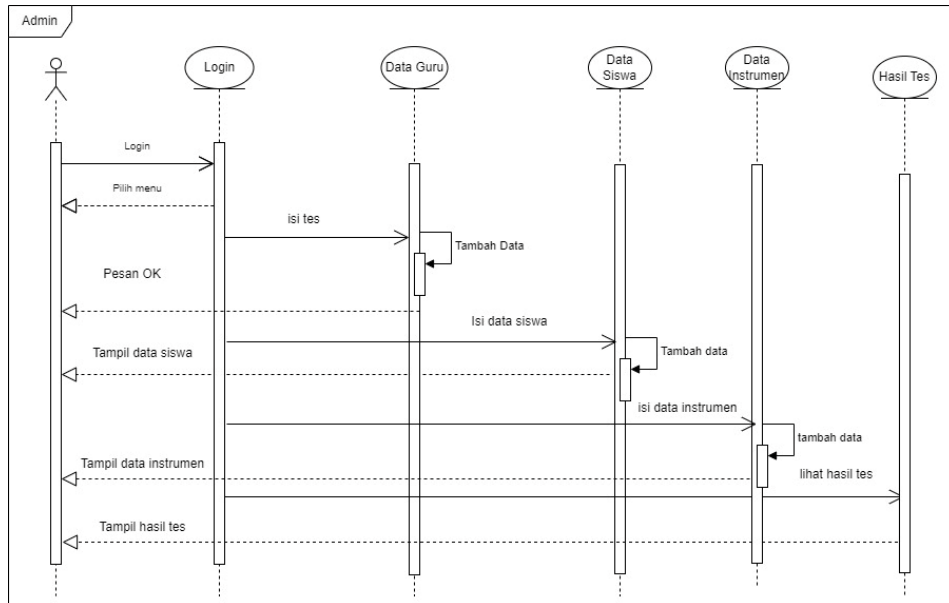 Admin
Login
Data Guru
Data
Siswa
Data
Instrumen
Hasil Tes
Login
Pilih menu
isi tes
Tambah Data
Pesan OK
Isi data siswa
Tambah data
Tampil data siswa
isi data instrumen
tambah data
Tampil data instrumen
lihat hasil tes
Tampil hasil tes